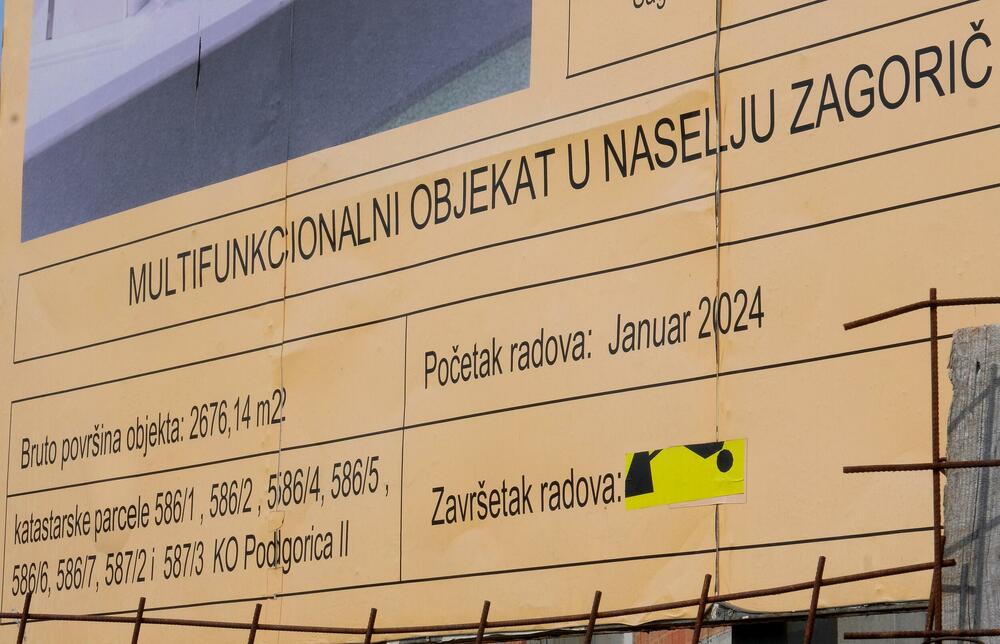 MULTIFUNKCIONALNI OBJEKAT U NASELJU ZAGORIČ
Bruto površina objekta: 2676,14 m2
katastarske parcele 586/1 , 586/2 , 586/4, 586/5 ,
586/6, 586/7, 587/2 i 587/3 KO Podgorica II
Početak radova: Januar 2024
Završetak radova: